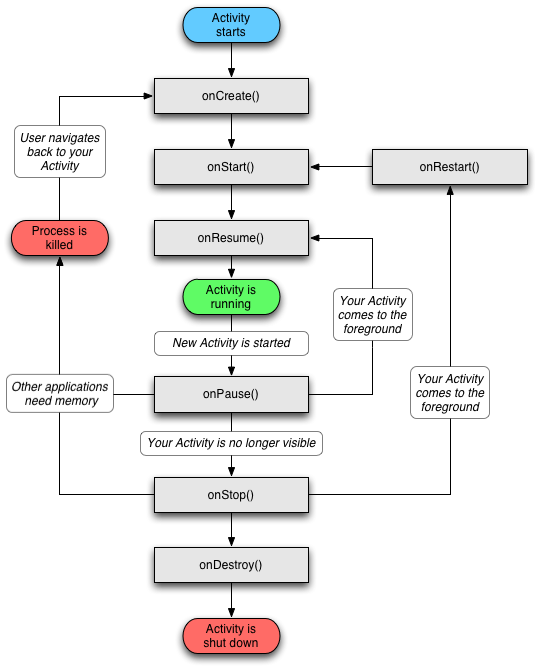 Activity
starts
onCreate()
User navigates
back to your
Activity
onStart()
onRestart()
Process is
killed
onResume()
Activity is
running
Your Activity
comes to the
foreground
New Activity is started
Other applications
need memory
onPause()
Your Activity
comes to the
foreground
Your Activity is no longer visible
onStop()
onDestroy()
Activity is
shut down